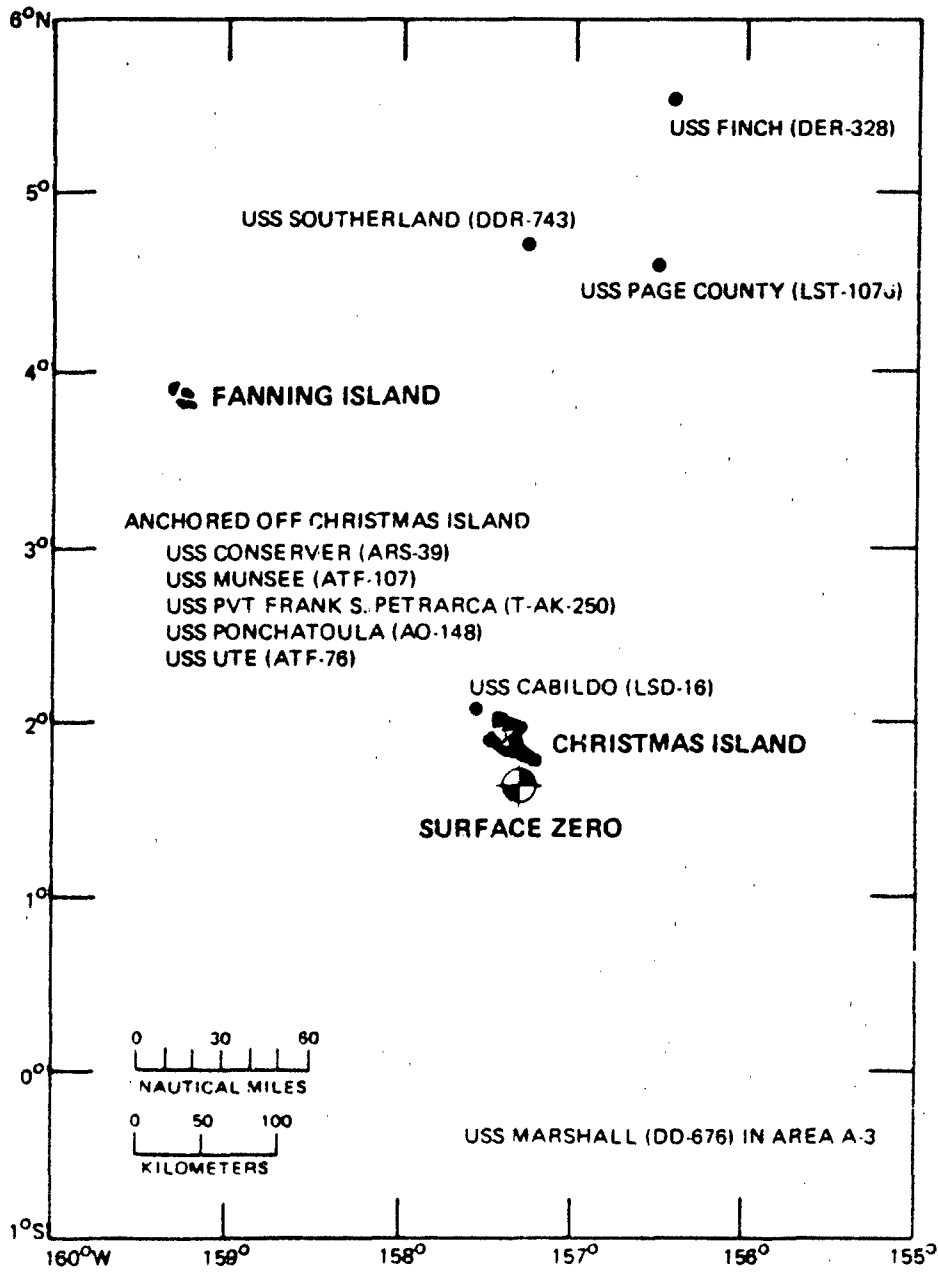 6°N
USS FINCH (DER-328)
5°
USS SOUTHERLAND (DDR-743)
USS PAGE COUNTY (LST-1076)
4°
FANNING ISLAND
ANCHORED OFF CHRISTMAS ISLAND
3°
USS CONSERVER (ARS-39)
USS MUNSEE (ATF-107)
USS PVT FRANK S. PETRARCA (T-AK-250)
USS PONCHATOULA (AO-148)
USS UTE (ATF-76)
USS CABILDO (LSD-16)
2°
CHRISTMAS ISLAND
SURFACE ZERO
1°
0 30 60
0°
NAUTICAL MILES
0 50 100
KILOMETERS
USS MARSHALL (DD-676) IN AREA A-3
1°S
160°W 159° 158° 157° 156° 155°